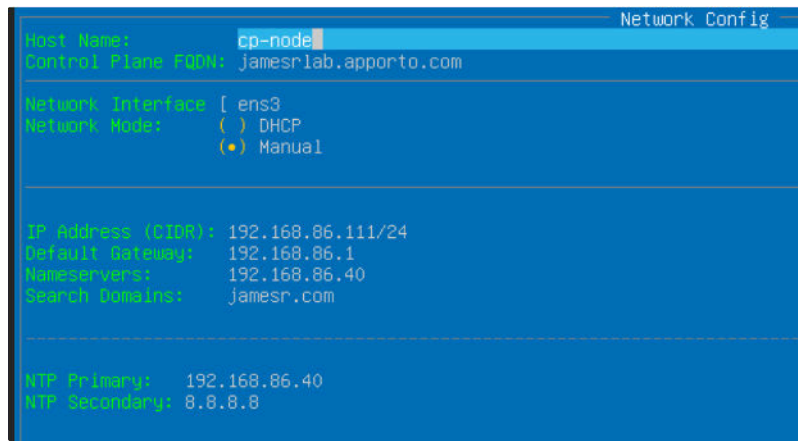 Network Config
Host Name: cp-node
Control Plane FQDN: jamesrlab.apporto.com
Network Interface [ ens3
Network Mode: ( ) DHCP
(•) Manual
IP Address (CIDR): 192.168.86.111/24
Default Gateway: 192.168.86.1
Nameservers: 192.168.86.40
Search Domains: jamesr.com
NTP Primary: 192.168.86.40
NTP Secondary: 8.8.8.8